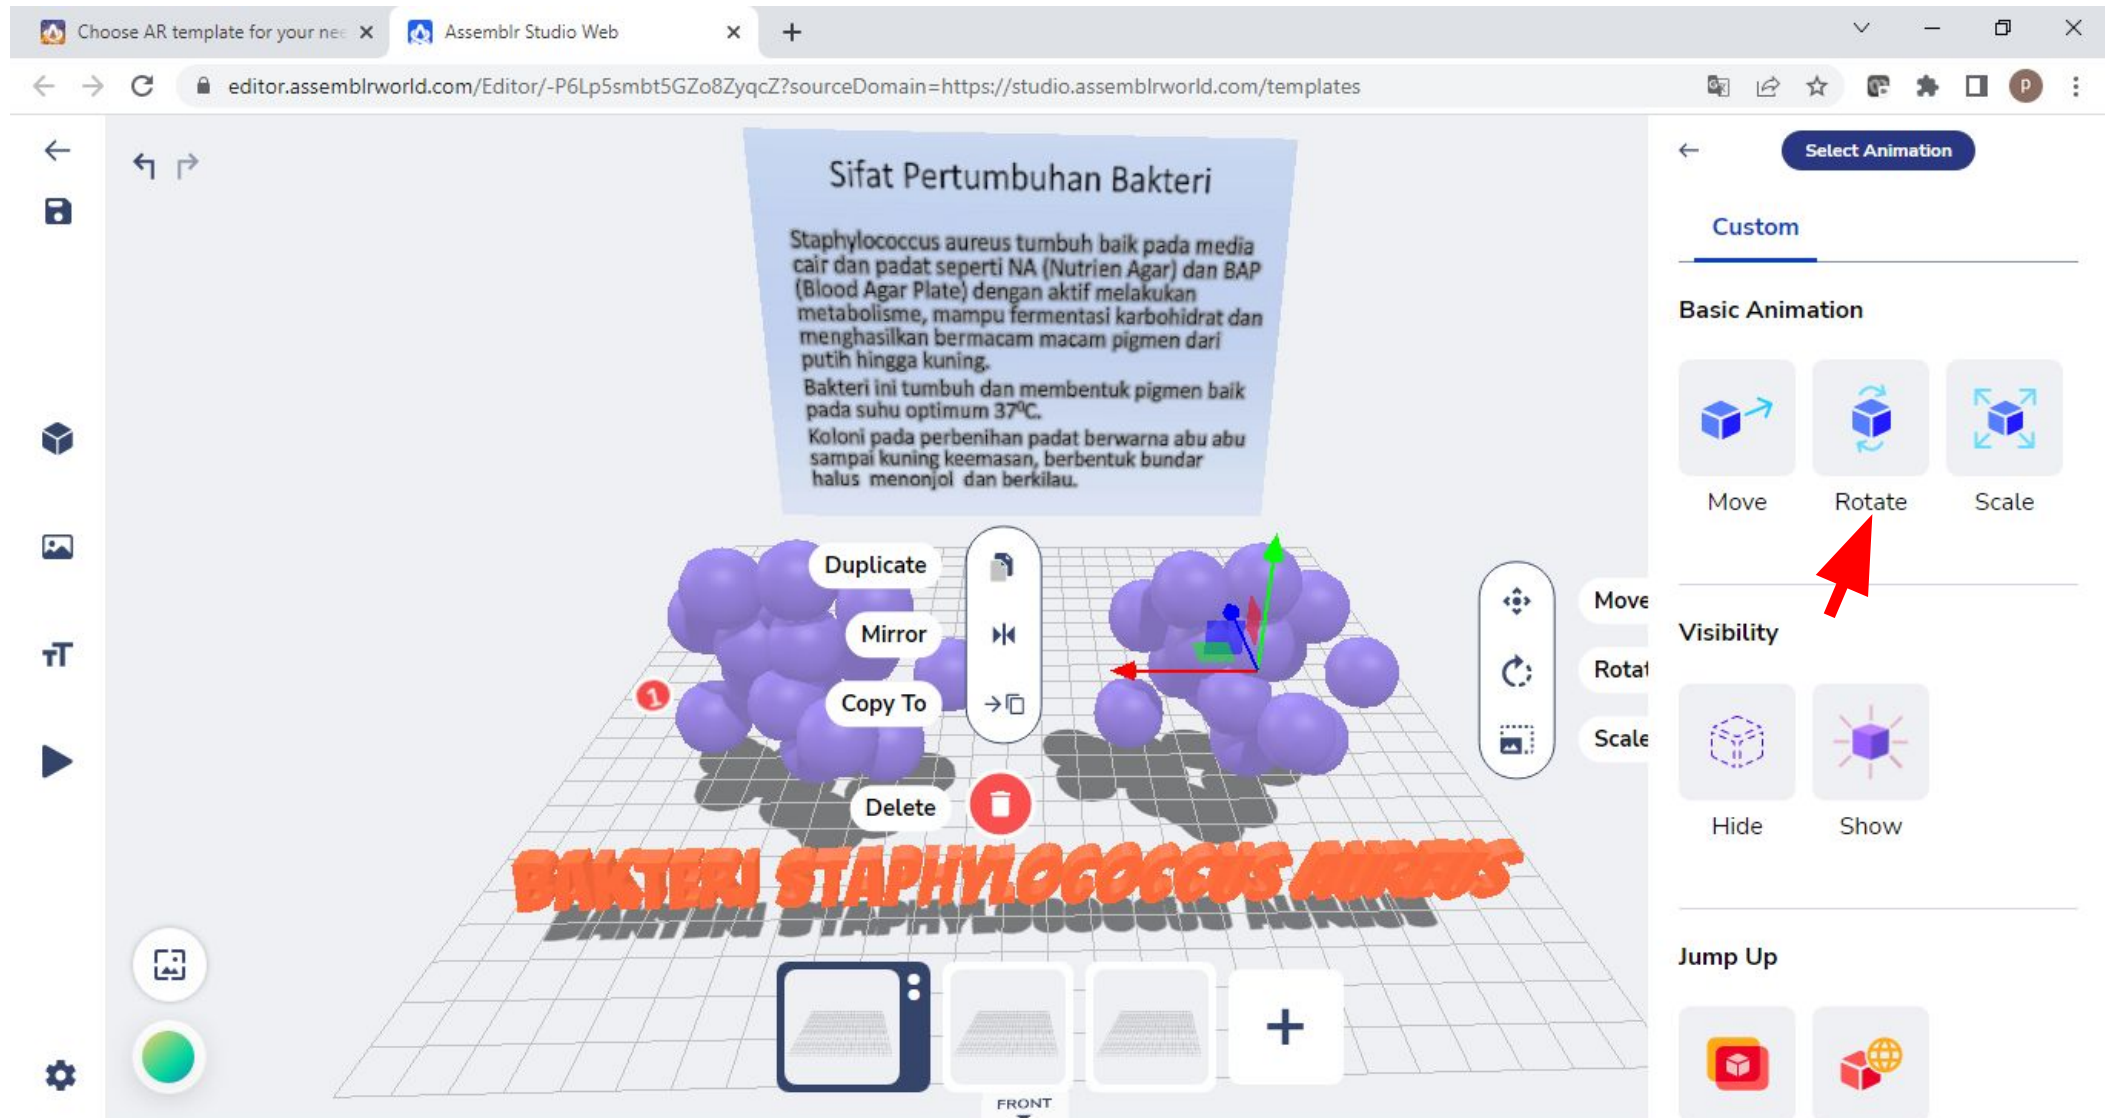 Choose AR template for your nee
Assemblr Studio Web
editor.assemblrworld.com/Editor/-P6Lp5smbt5GZo8ZyqcZ?sourceDomain=https://studio.assemblrworld.com/templates
P
Sifat Pertumbuhan Bakteri
Staphylococcus aureus tumbuh baik pada media
cair dan padat seperti NA (Nutrien Agar) dan BAP
(Blood Agar Plate) dengan aktif melakukan
metabolisme, mampu fermentasi karbohidrat dan
menghasilkan bermacam macam pigmen dari
putih hingga kuning.
Bakteri ini tumbuh dan membentuk pigmen baik
pada suhu optimum 37⁰C.
Koloni pada perbenihan padat berwarna abu abu
sampai kuning keemasan, berbentuk bundar
halus menonjol dan berkilau.
Duplicate
Mirror
Copy To
Delete
1
Move
Rotat
Scale
BAKTERI STAPHYLOCOCCUS AUREUS
FRONT
Select Animation
Custom
Basic Animation
Move
Rotate
Scale
Visibility
Hide
Show
Jump Up